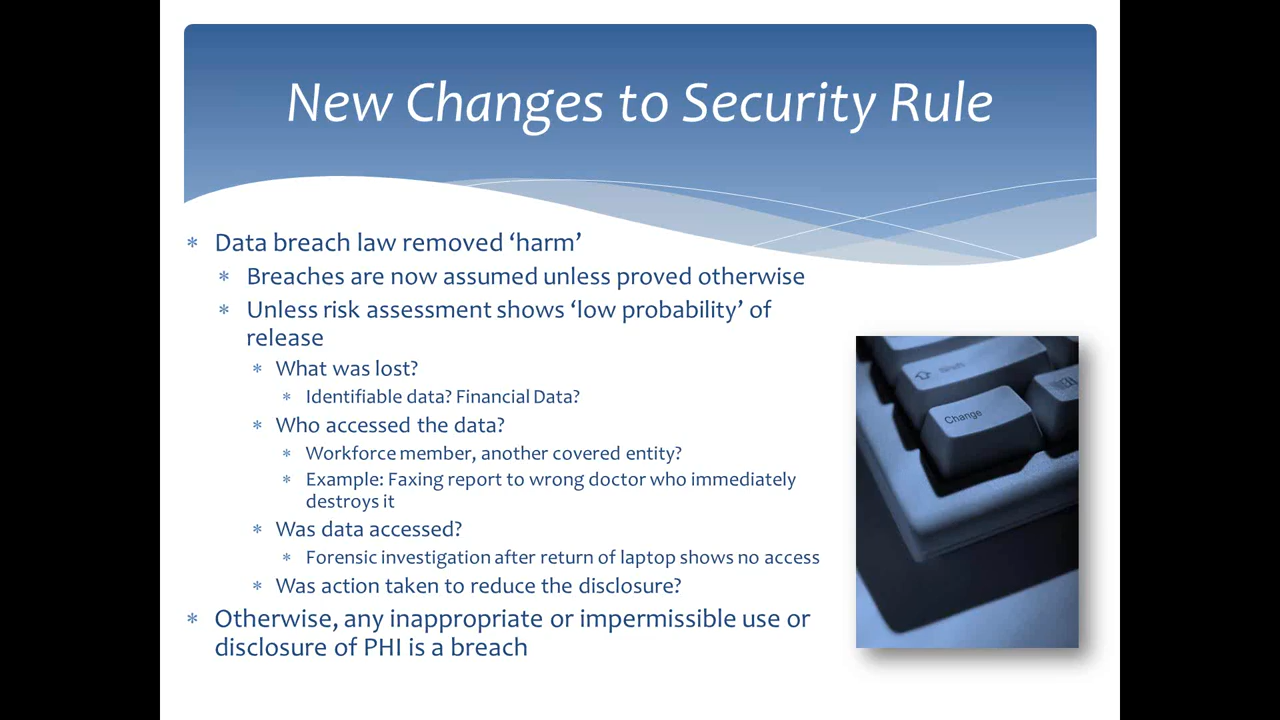 New Changes to Security Rule
Data breach law removed ‘harm’
Breaches are now assumed unless proved otherwise
Unless risk assessment shows ‘low probability’ of
release
What was lost?
Identifiable data? Financial Data?
Who accessed the data?
Workforce member, another covered entity?
Example: Faxing report to wrong doctor who immediately
destroys it
Was data accessed?
Forensic investigation after return of laptop shows no access
Was action taken to reduce the disclosure?
Otherwise, any inappropriate or impermissible use or
disclosure of PHI is a breach
Shift
Change